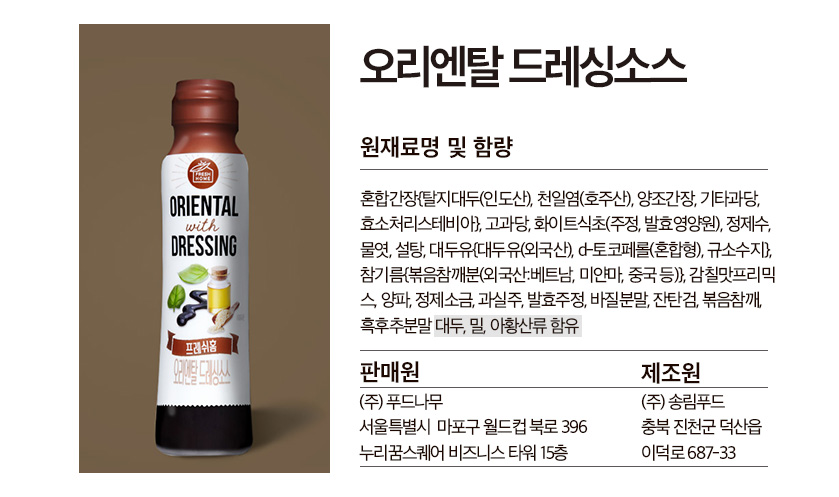 오리엔탈 드레싱소스
원재료명 및 함량
혼합간장{탈지대두(인도산), 천일염(호주산), 양조간장, 기타과당,
효소처리스테비아}, 고과당, 화이트식초(주정, 발효영양원), 정제수,
물엿, 설탕, 대두유{대두유(외국산), d-토코페롤(혼합형), 규소수지},
참기름{볶음참깨분(외국산:베트남, 미얀마, 중국 등)}, 감칠맛프리믹
스, 양파, 정제소금, 과실주, 발효주정, 바질분말, 잔탄검, 볶음참깨,
흑후추분말 대두, 밀, 아황산류 함유
판매원
(주) 푸드나무
서울특별시 마포구 월드컵 북로 396
누리꿈스퀘어 비즈니스 타워 15층
제조원
(주) 송림푸드
충북 진천군 덕산읍
이덕로 687-33
FRESH
HOME
ORIENTAL
with
DRESSING
프레쉬홈
오리엔탈 드레싱소스